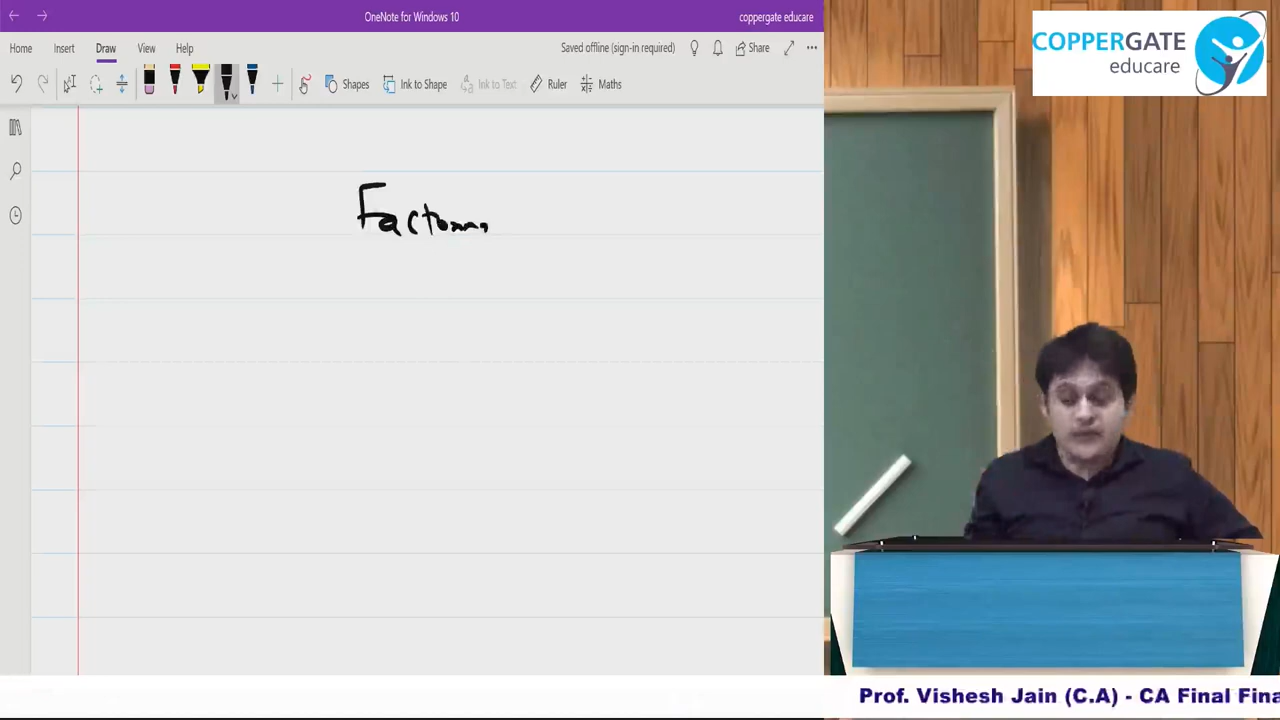 OneNote for Windows 10
coppergate educare
Home Insert Draw View Help
Saved offline (sign-in required)
Share
Shapes
Ink to Shape
Ink to Text
Ruler
Maths
COPPERGATE
educare
Prof. Vishesh Jain (C.A) - CA Final Fina